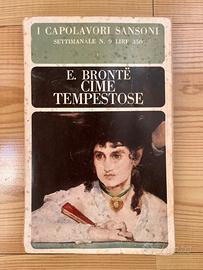 I CAPOLAVORI SANSONI
SETTIMANALE N. 9 LIRE 350
E. BRONTË
CIME
TEMPESTOSE